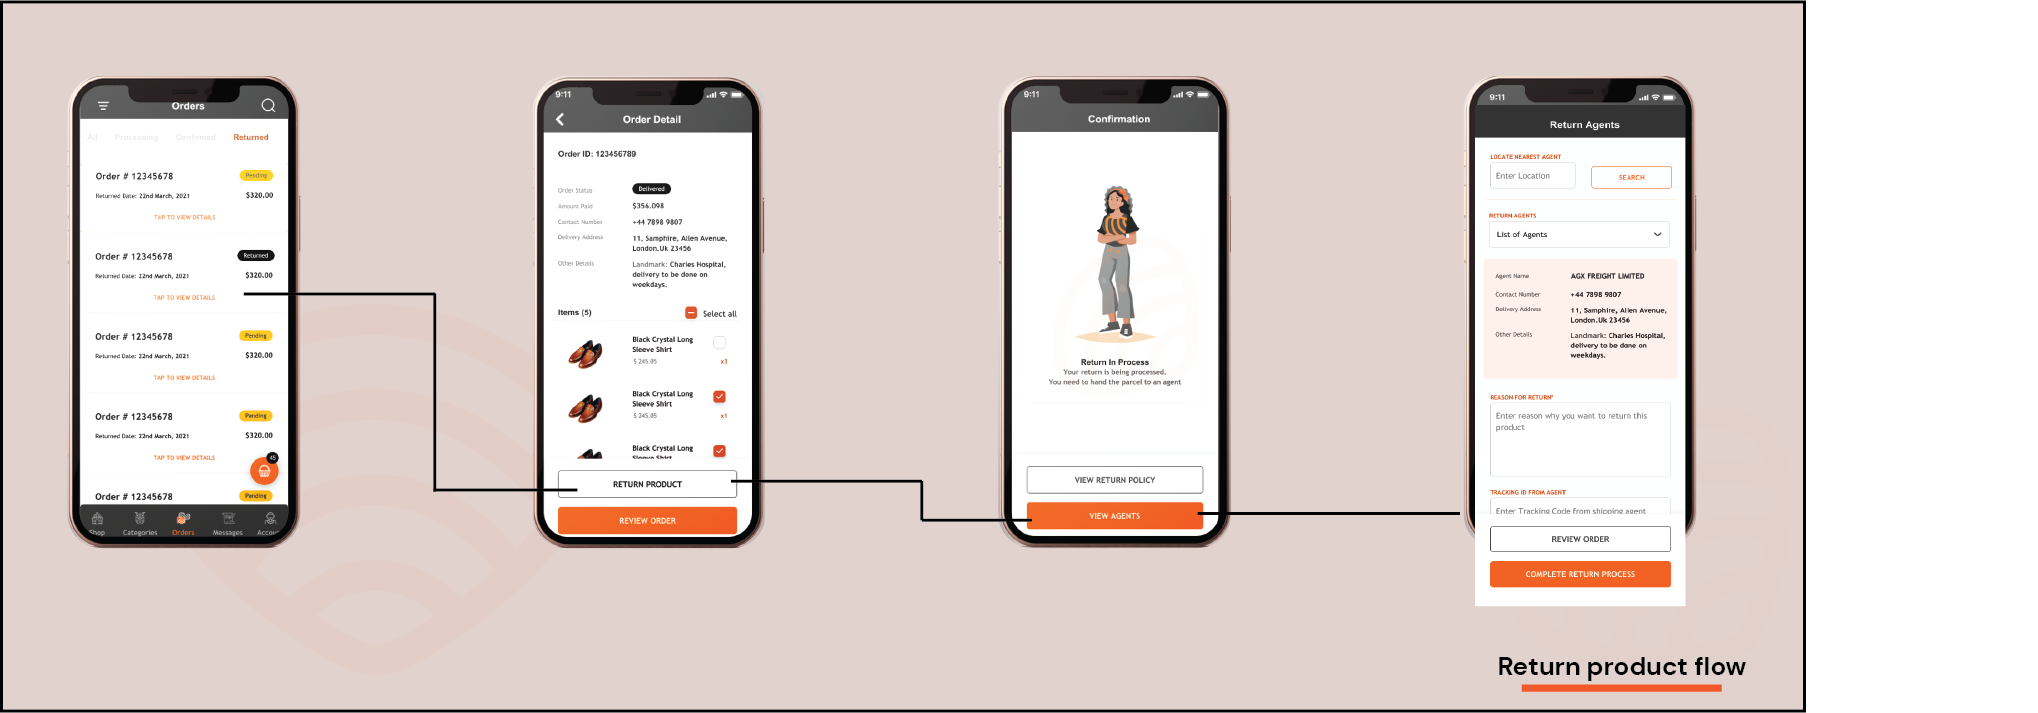 Orders
All Processing Confirmed Returned
Order # 12345678 Pending
Returned Date: 22nd March, 2021 $320.00
TAP TO VIEW DETAILS
Order # 12345678 Returned
Returned Date: 22nd March, 2021 $320.00
TAP TO VIEW DETAILS
Order # 12345678 Pending
Returned Date: 22nd March, 2021 $320.00
TAP TO VIEW DETAILS
Order # 12345678 Pending
Returned Date: 22nd March, 2021 $320.00
TAP TO VIEW DETAILS
45
Order # 12345678 Pending
Shop Categories Orders Messages Accou
9:11
Order Detail
Order ID: 123456789
Order Status Delivered
Amount Paid $356.098
Contact Number +44 7898 9807
Delivery Address 11, Samphire, Allen Avenue,
London.Uk 23456
Other Details Landmark: Charles Hospital,
delivery to be done on
weekdays.
Items (5) Select all
Black Crystal Long
Sleeve Shirt
$ 245.05 x3
Black Crystal Long
Sleeve Shirt
$ 245.05 x1
Black Crystal Long
Sleeve Shirt
RETURN PRODUCT
REVIEW ORDER
9:11
Confirmation
Return In Process
Your return is being processed.
You need to hand the parcel to an agent
VIEW RETURN POLICY
VIEW AGENTS
9:11
Return Agents
LOCATE NEAREST AGENT
Enter Location SEARCH
RETURN AGENTS
List of Agents
Agent Name AGX FREIGHT LIMITED
Contact Number +44 7898 9807
Delivery Address 11, Samphire, Allen Avenue,
London.Uk 23456
Other Details Landmark: Charles Hospital,
delivery to be done on
weekdays.
REASON FOR RETURN*
Enter reason why you want to return this
product
TRACKING ID FROM AGENT
Enter Tracking Code from shipping agent
REVIEW ORDER
COMPLETE RETURN PROCESS
Return product flow